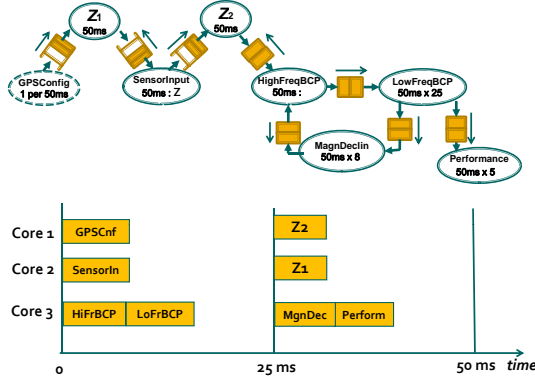 Z1
Z2
GPSConfig
1 per 50ms
SensorInput
50ms : Z
HighFreqBCP
50ms :
LowFreqBCP
50ms x 25
MagnDeclin
50ms x 8
Performance
50ms x 5
Core 1
GPSCnf
Z2
Core 2
SensorIn
Z1
Core 3
HiFrBCP
LoFrBCP
MgnDec
Perform
0
25 ms
50 ms
time